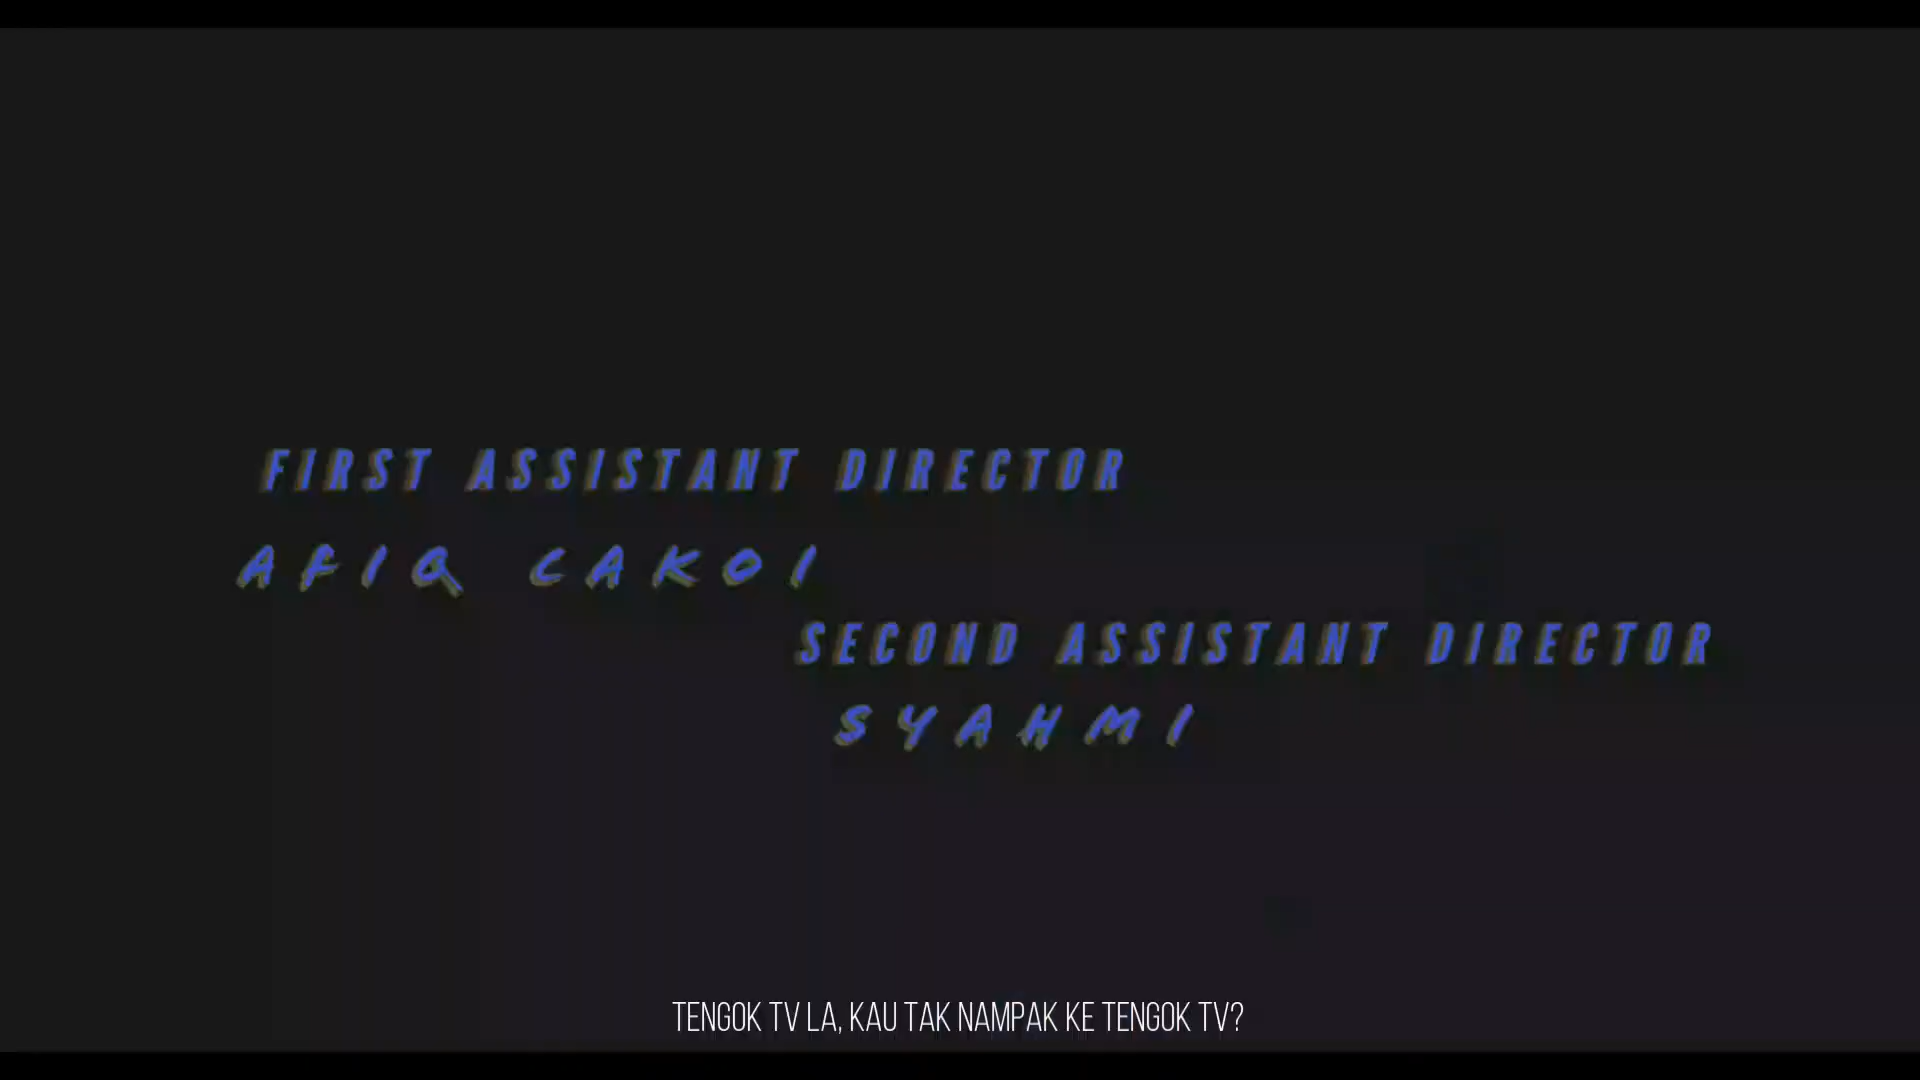 FIRST ASSISTANT DIRECTOR
AFIQ CAKOI
SECOND ASSISTANT DIRECTOR
SYAHMI
TENGOK TV LA, KAU TAK NAMPAK KE TENGOK TV?